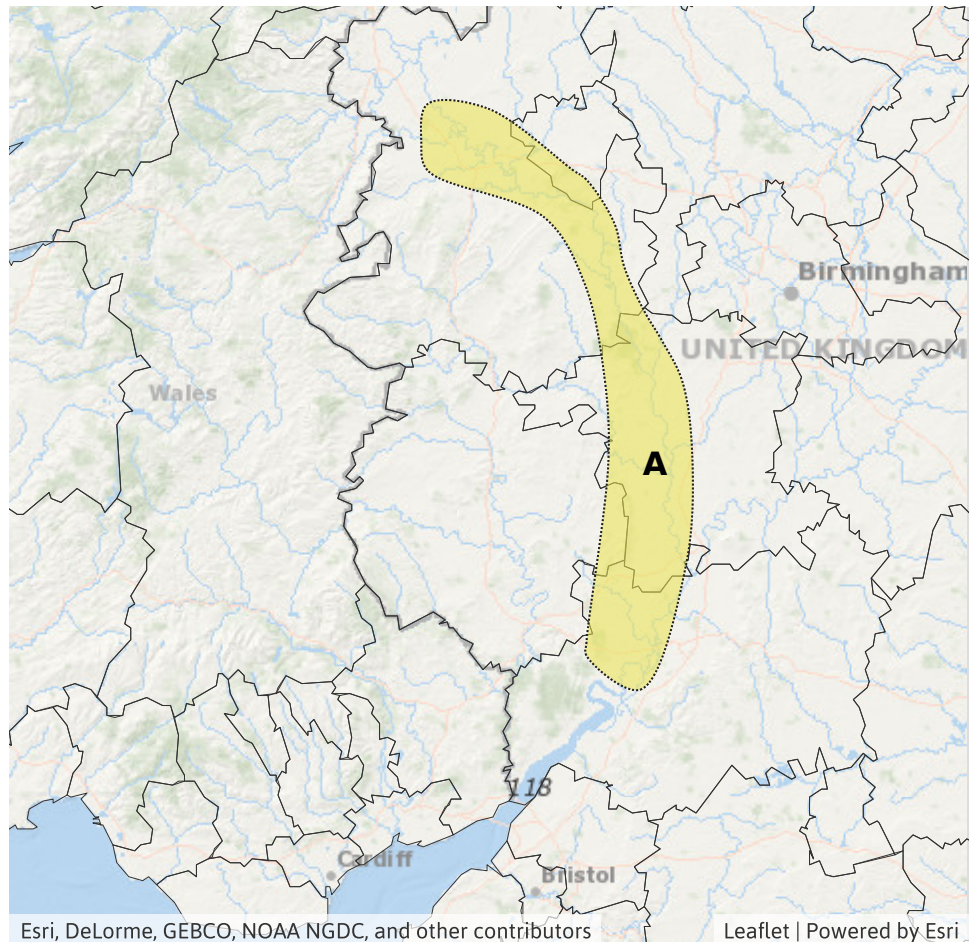 Birmingham
UNITED KINGDOM
Wales
A
118
Cardiff
Bristol
Esri, DeLorme, GEBCO, NOAA NGDC, and other contributors
Leaflet | Powered by Esri